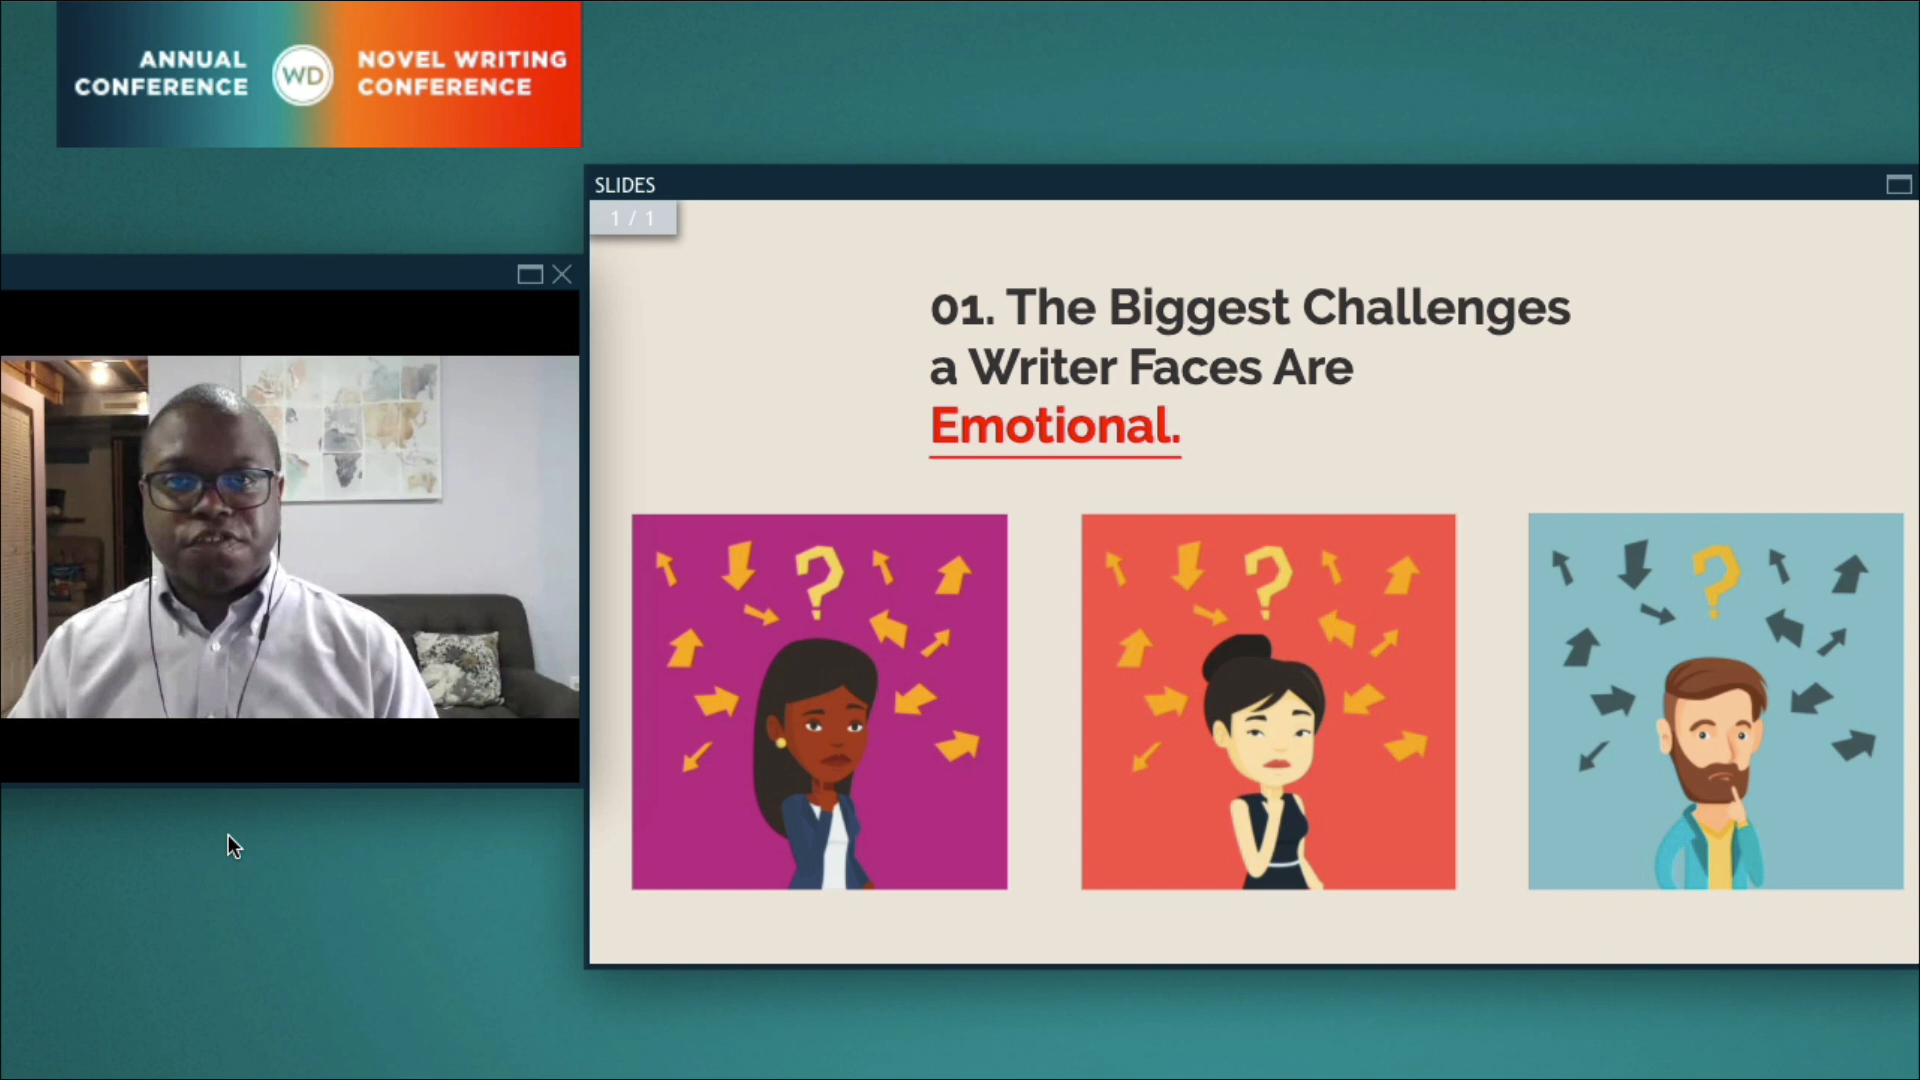 ANNUAL
CONFERENCE
WD
NOVEL WRITING
CONFERENCE
SLIDES
1 / 1
01. The Biggest Challenges
a Writer Faces Are
Emotional.
?
?
?